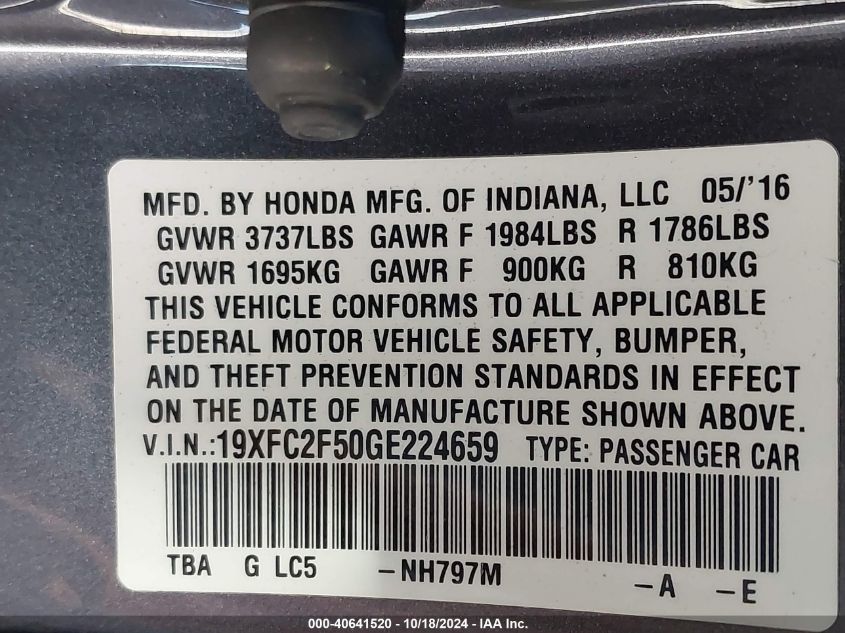 MFD. BY HONDA MFG. OF INDIANA, LLC 05/'16
GVWR 3737LBS GAWR F 1984LBS R 1786LBS
GVWR 1695KG GAWR F 900KG R 810KG
THIS VEHICLE CONFORMS TO ALL APPLICABLE
FEDERAL MOTOR VEHICLE SAFETY, BUMPER,
AND THEFT PREVENTION STANDARDS IN EFFECT
ON THE DATE OF MANUFACTURE SHOWN ABOVE.
V.I.N.:19XFC2F50GE224659 TYPE: PASSENGER CAR
TBA G LC5 -NH797M -A -E
000-40641520 - 10/18/2024 - IAA Inc.